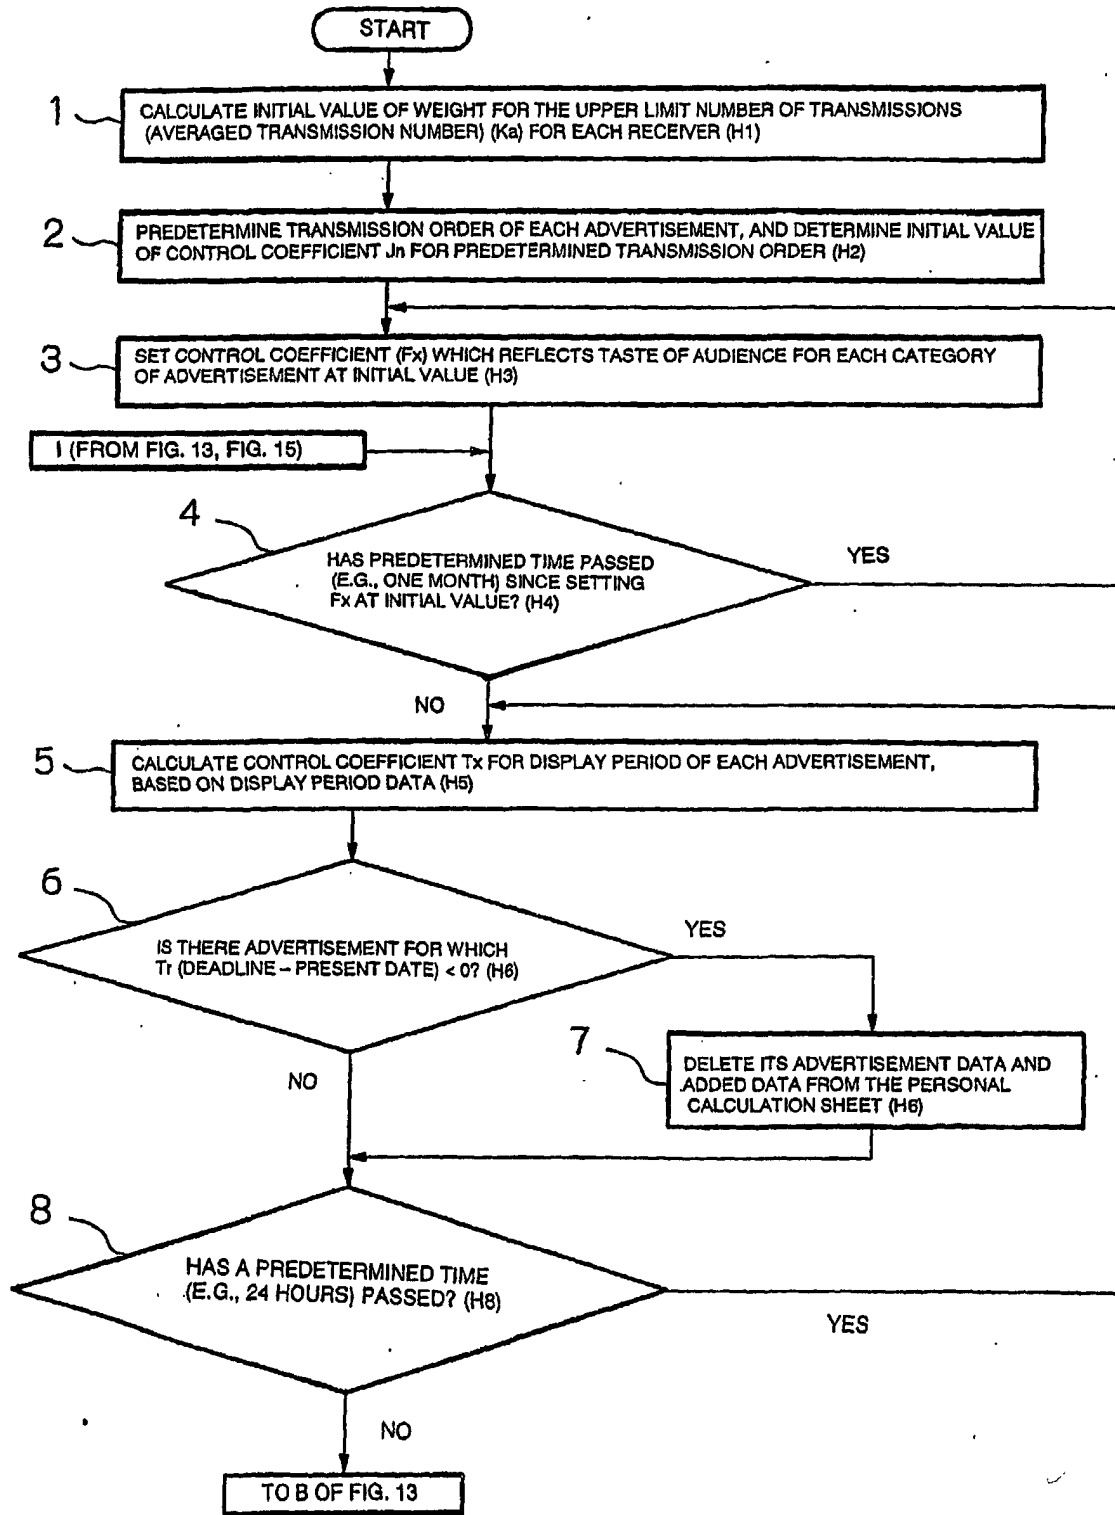 START
1
CALCULATE INITIAL VALUE OF WEIGHT FOR THE UPPER LIMIT NUMBER OF TRANSMISSIONS
(AVERAGED TRANSMISSION NUMBER) (Ka) FOR EACH RECEIVER (H1)
2
PREDETERMINE TRANSMISSION ORDER OF EACH ADVERTISEMENT, AND DETERMINE INITIAL VALUE
OF CONTROL COEFFICIENT Jn FOR PREDETERMINED TRANSMISSION ORDER (H2)
3
SET CONTROL COEFFICIENT (Fx) WHICH REFLECTS TASTE OF AUDIENCE FOR EACH CATEGORY
OF ADVERTISEMENT AT INITIAL VALUE (H3)
I (FROM FIG. 13, FIG. 15)
4
HAS PREDETERMINED TIME PASSED
(E.G., ONE MONTH) SINCE SETTING
Fx AT INITIAL VALUE? (H4)
YES
NO
5
CALCULATE CONTROL COEFFICIENT Tx FOR DISPLAY PERIOD OF EACH ADVERTISEMENT,
BASED ON DISPLAY PERIOD DATA (H5)
6
IS THERE ADVERTISEMENT FOR WHICH
Tr (DEADLINE – PRESENT DATE) < 0? (H6)
YES
NO
7
DELETE ITS ADVERTISEMENT DATA AND
ADDED DATA FROM THE PERSONAL
CALCULATION SHEET (H6)
8
HAS A PREDETERMINED TIME
(E.G., 24 HOURS) PASSED? (H8)
YES
NO
TO B OF FIG. 13